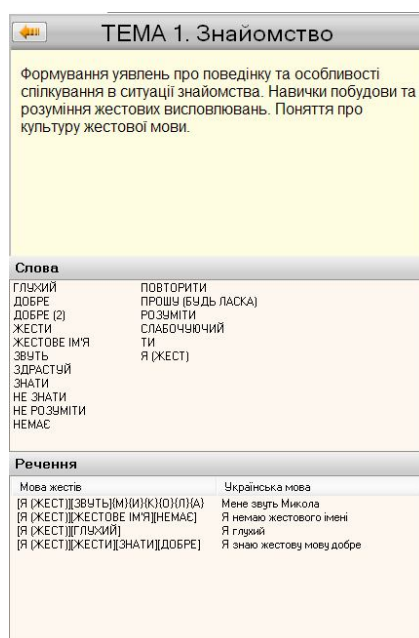 ТЕМА 1. Знайомство
Формування уявлень про поведінку та особливості
спілкування в ситуації знайомства. Навички побудови та
розуміння жестових висловлювань. Поняття про
культуру жестової мови.
Слова
ГЛУХИЙ
ДОБРЕ
ДОБРЕ (2)
ЖЕСТИ
ЖЕСТОВЕ ІМ'Я
ЗВУТЬ
ЗДРАСТУЙ
ЗНАТИ
НЕ ЗНАТИ
НЕ РОЗУМІТИ
НЕМАЄ
ПОВТОРИТИ
ПРОШУ (БУДЬ ЛАСКА)
РОЗУМІТИ
СЛАБОЧУЮЧИЙ
ТИ
Я (ЖЕСТ)
Речення
Мова жестів Українська мова
[Я (ЖЕСТ)][ЗВУТЬ]{М}{И}{К}{О}{Л}{А} Мене звуть Микола
[Я (ЖЕСТ)][ЖЕСТОВЕ ІМ'Я][НЕМАЄ] Я немаю жестового імені
[Я (ЖЕСТ)][ГЛУХИЙ] Я глухий
[Я (ЖЕСТ)][ЖЕСТИ][ЗНАТИ][ДОБРЕ] Я знаю жестову мову добре